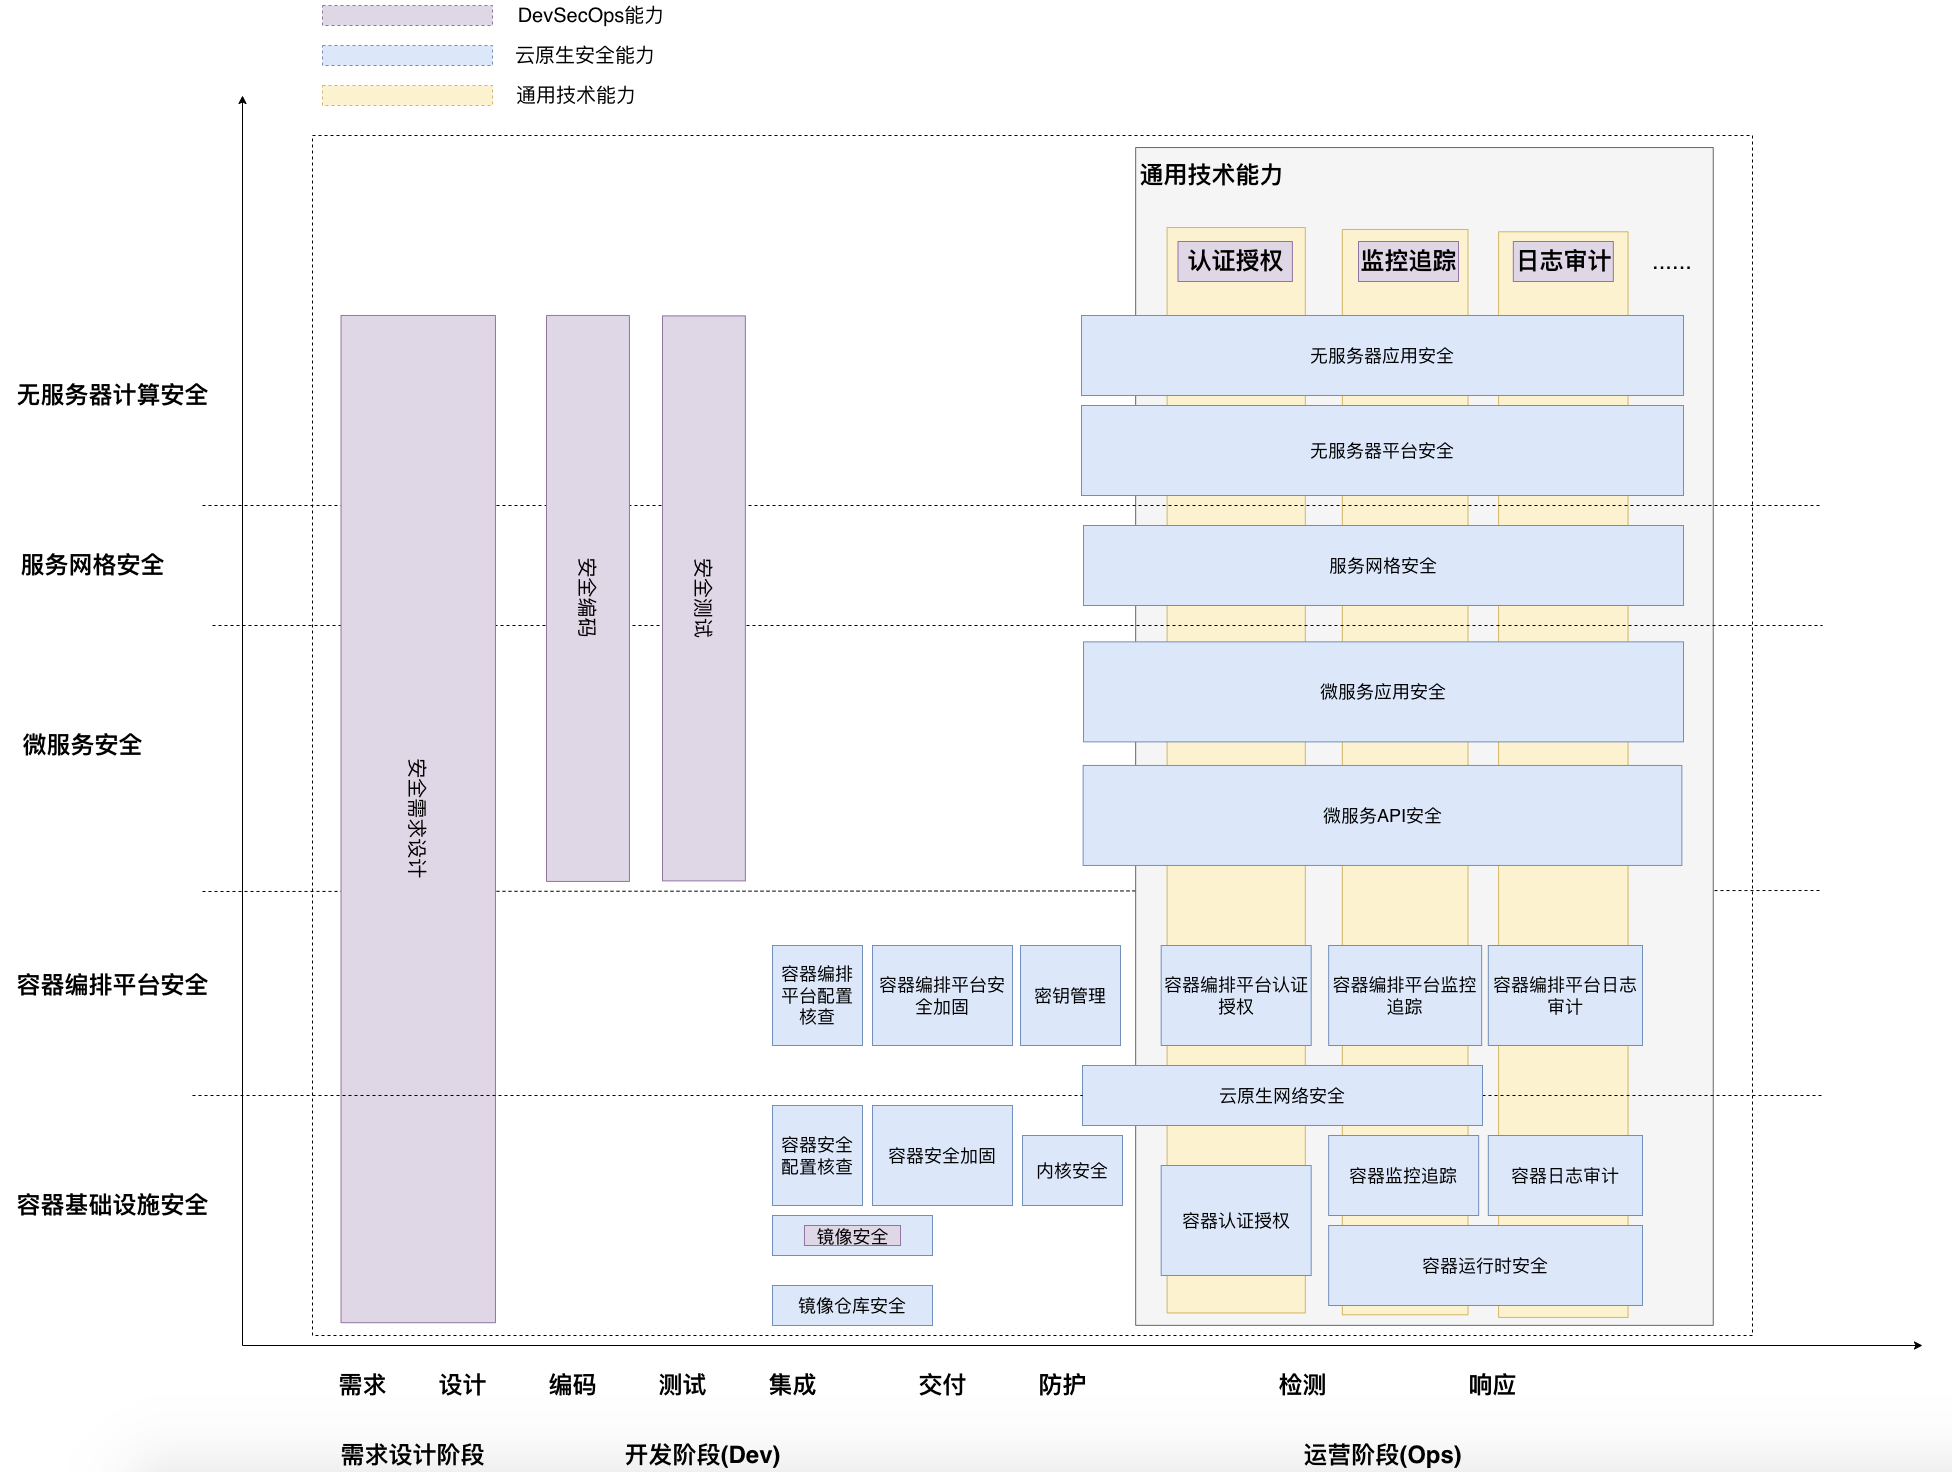 DevSecOps能力
云原生安全能力
通用技术能力
通用技术能力
认证授权
监控追踪
日志审计
......
无服务器计算安全
无服务器应用安全
无服务器平台安全
服务网格安全
服务网格安全
安全编码
安全测试
微服务安全
微服务应用安全
微服务API安全
安全需求设计
容器编排平台安全
容器编排
平台配置
核查
容器编排平台安
全加固
密钥管理
容器编排平台认证
授权
容器编排平台监控
追踪
容器编排平台日志
审计
云原生网络安全
容器基础设施安全
容器安全
配置核查
容器安全加固
内核安全
容器监控追踪
容器日志审计
容器认证授权
镜像安全
容器运行时安全
镜像仓库安全
需求
设计
编码
测试
集成
交付
防护
检测
响应
需求设计阶段
开发阶段(Dev)
运营阶段(Ops)